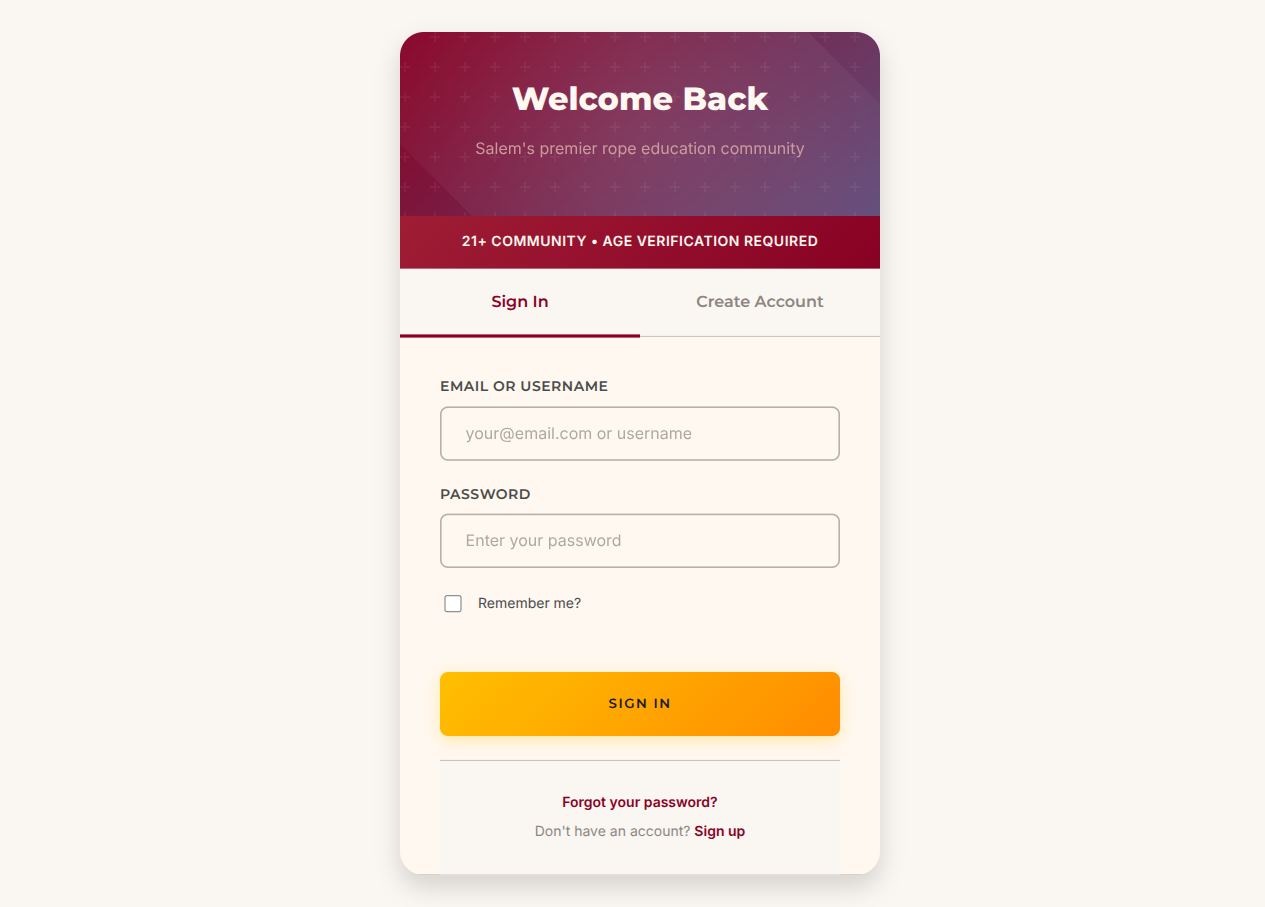 Welcome Back
Salem's premier rope education community
21+ COMMUNITY • AGE VERIFICATION REQUIRED
Sign In
Create Account
EMAIL OR USERNAME
your@email.com or username
PASSWORD
Enter your password
Remember me?
SIGN IN
Forgot your password?
Don't have an account? Sign up